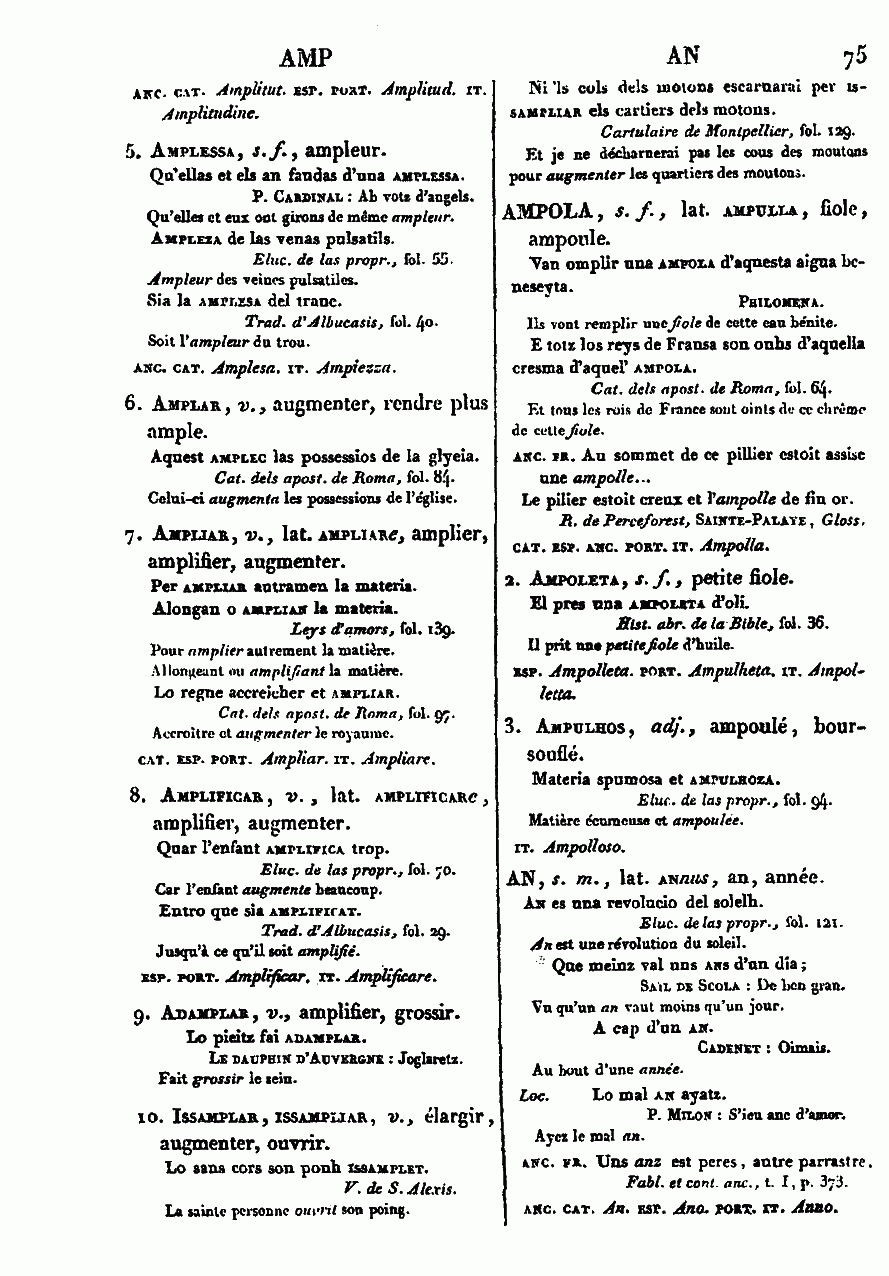 AMP
ANC. CAT. Amplitut. ESP. PORT. Amplitud. IT.
Amplitudine.
5. AMPLESSA, s. f., ampleur.
Qu'ellas et els an faudas d'una AMPLESSA.
P. CARDINAL : Ab votz d'angels.
Qu'elles et eux ont girons de même ampleur.
AMPLEZA de las venas pulsatils.
Eluc. de las propr., fol. 55.
Ampleur des veines pulsatiles.
Sia la AMPLESA del tranc.
Trad. d'Albucasis, fol. 40.
Soit l'ampleur du trou.
ANC. CAT. Amplesa. IT. Ampiezza.
6. AMPLAR, v., augmenter, rendre plus
ample.
Aquest AMPLEC las possessios de la glyeia.
Cat. dels apost. de Roma, fol. 84.
Celui-ci augmenta les possessions de l'église.
7. AMPLIAR, v., lat. AMPLIARe, amplier,
amplifier, augmenter.
Per AMPLIAR autramen la materia.
Alongan o AMPLIAN la materia.
Leys d'amors, fol. 139.
Pour amplier autrement la matière.
Allongeant ou amplifiant la matière.
Lo regne accreicher et AMPLIAR.
Cat. dels apost. de Roma, fol. 97.
Accroître et augmenter le royaume.
CAT. ESP. PORT. Ampliar. IT. Ampliare.
8. AMPLIFICAR, v., lat. AMPLIFICARe,
amplifier, augmenter.
Quar l'enfant AMPLIFICA trop.
Eluc. de las propr., fol. 70.
Car l'enfant augmente beaucoup.
Entro que sia AMPLIFICAT.
Trad. d'Albucasis, fol. 29.
Jusqu'à ce qu'il soit amplifié.
ESP. PORT. Amplificar. IT. Amplificare.
9. ADAMPLAR, v., amplifier, grossir.
Lo pieitz fai ADAMPLAR.
LE DAUPHIN D'AUVERGNE : Joglaretz.
Fait grossir le sein.
10. ISSAMPLAR, ISSAMPLIAR, v., élargir,
augmenter, ouvrir.
Lo sans cors son ponh ISSAMPLET.
V. de S. Alexis.
La sainte personne ouvrit son poing.
AN 75
Ni 'ls cols dels motons escarnarai per IS-
SAMPLIAR els cartiers dels motons.
Cartulaire de Montpellier, fol. 129.
Et je ne décharnerai pas les cous des moutons
pour augmenter les quartiers des moutons.
AMPOLA, s. f., lat. AMPULLA, fiole,
ampoule.
Van omplir una AMPOLA d'aquesta aigua be-
neseyta.
PHILOMENA.
Ils vont remplir une fiole de cette eau bénite.
E totz los reys de Fransa son onhs d'aquella
cresma d'aquel' AMPOLA.
Cat. dels apost. de Roma, fol. 64.
Et tous les rois de France sont oints de ce chrême
de cette fiole.
ANC. FR. Au sommet de ce pillier estoit assise
une ampolle...
Le pilier estoit creux et l'ampolle de fin or.
R. de Perceforest, SAINTE-PALAYE, Gloss.
CAT. ESP. ANC. PORT. IT. Ampolla.
2. AMPOLETA, s. f., petite fiole.
El pres una AMPOLETA d'oli.
Hist. abr. de la Bible, fol. 36.
Il prit une petite fiole d'huile.
ESP. Ampolleta. PORT. Ampulheta. IT. Ampol-
letta.
3. AMPULHOS, adj., ampoulé, bour-
souflé.
Materia spumosa et AMPULHOZA.
Eluc. de las propr., fol. 94.
Matière écumeuse et ampoulée.
IT. Ampolloso.
AN, s. m., lat. ANnus, an, année.
AN es una revolucio del solelh.
Eluc. de las propr., fol. 121.
An est une révolution du soleil.
Que meinz val uns ANS d'un dia;
SAIL DE SCOLA : De ben gran.
Vu qu'un an vaut moins qu'un jour.
A cap d'un AN.
CADENET : Oimais.
Au bout d'une année.
Loc. Lo mal AN ayatz.
P. MILON : S'ieu anc d'amor.
Ayez le mal an.
ANC. FR. Uns anz est peres, autre parrastre.
Fabl. et cont. anc., t. I, p. 373.
ANC. CAT. An. ESP. Ano. PORT. IT. Anno.